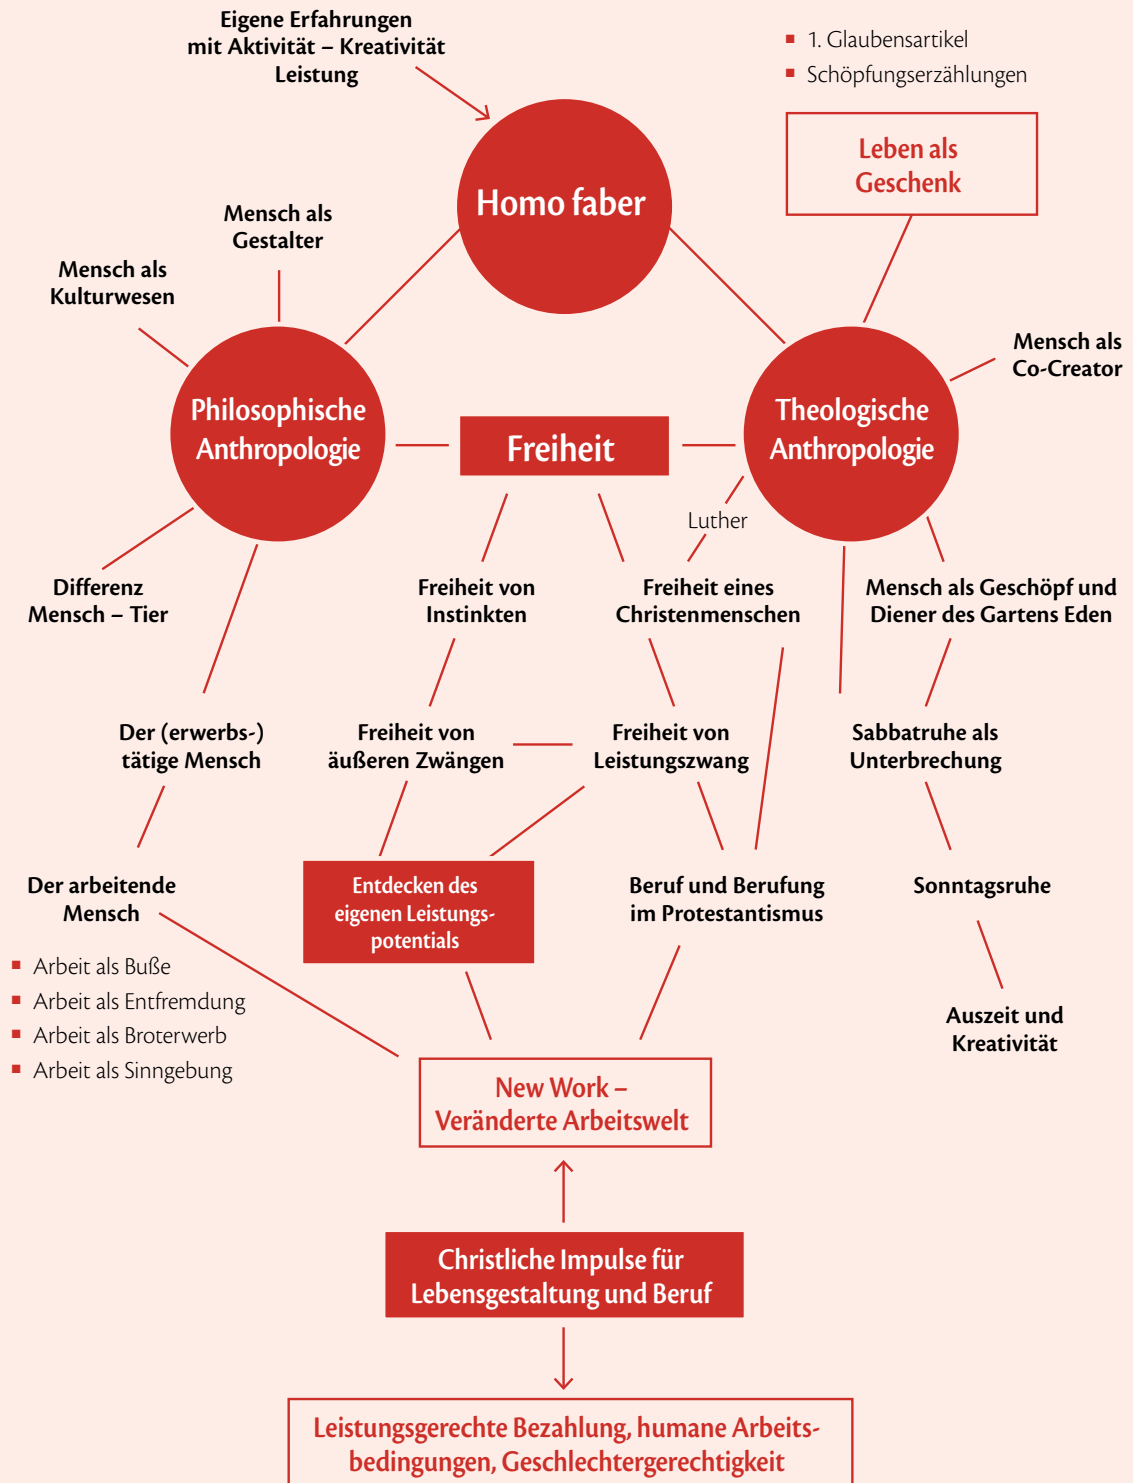 Eigene Erfahrungen
mit Aktivität – Kreativität
Leistung
■ 1. Glaubensartikel
■ Schöpfungserzählungen
Leben als
Geschenk
Homo faber
Mensch als
Gestalter
Mensch als
Kulturwesen
Mensch als
Co-Creator
Philosophische
Anthropologie
Freiheit
Theologische
Anthropologie
Luther
Differenz
Mensch – Tier
Freiheit von
Instinkten
Freiheit eines
Christenmenschen
Mensch als Geschöpf und
Diener des Gartens Eden
Der (erwerbs-)
tätige Mensch
Freiheit von
äußeren Zwängen
Freiheit von
Leistungszwang
Sabbatruhe als
Unterbrechung
Der arbeitende
Mensch
■ Arbeit als Buße
■ Arbeit als Entfremdung
■ Arbeit als Broterwerb
■ Arbeit als Sinngebung
Entdecken des
eigenen Leistungs-
potentials
Beruf und Berufung
im Protestantismus
Sonntagsruhe
Auszeit und
Kreativität
New Work –
Veränderte Arbeitswelt
Christliche Impulse für
Lebensgestaltung und Beruf
Leistungsgerechte Bezahlung, humane Arbeits-
bedingungen, Geschlechtergerechtigkeit